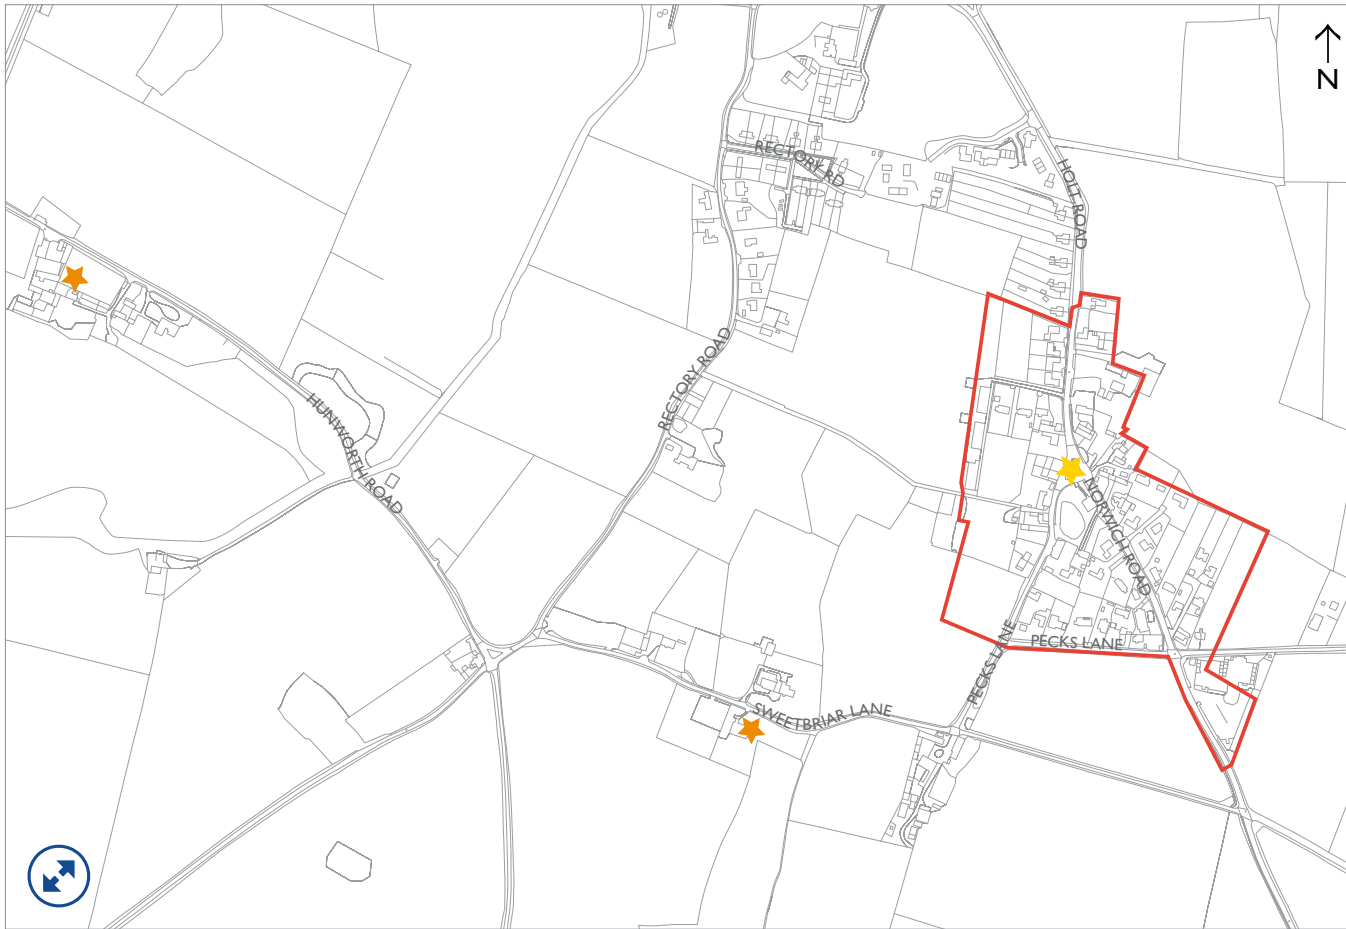 N
RECTORY RD
HOLT ROAD
RECTORY ROAD
HUNWORTH ROAD
NORWICH ROAD
PECKS LANE
PECKS LANE
SWEETBRIAR LANE